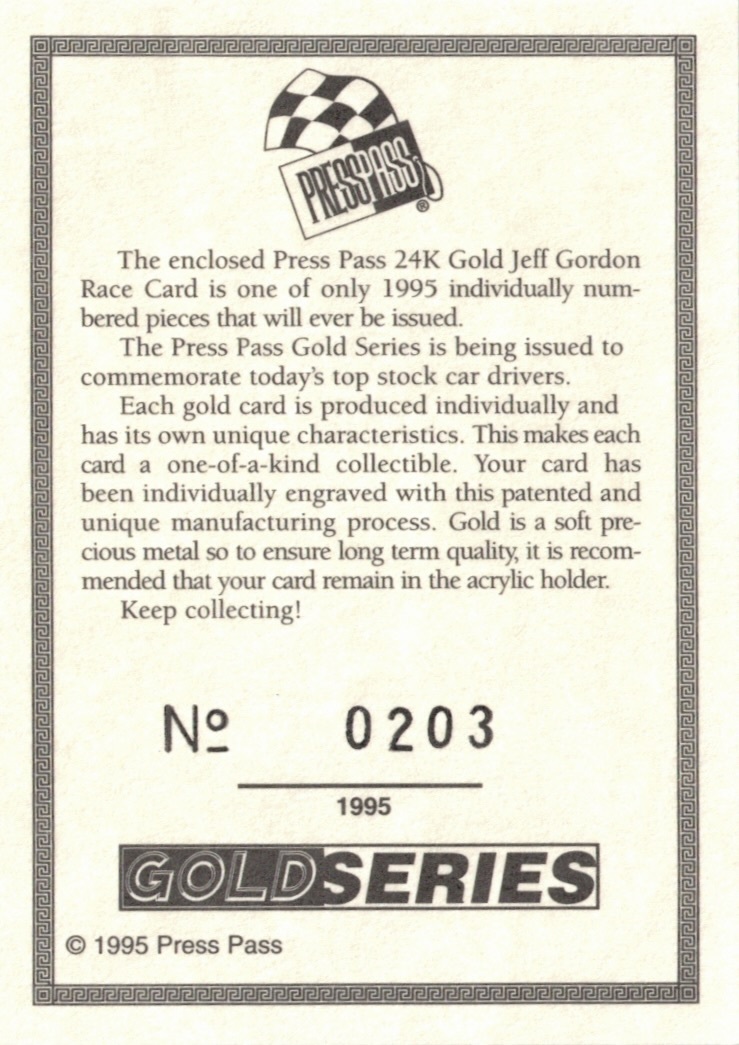 PRESS PASS ®
The enclosed Press Pass 24K Gold Jeff Gordon
Race Card is one of only 1995 individually num-
bered pieces that will ever be issued.
The Press Pass Gold Series is being issued to
commemorate today's top stock car drivers.
Each gold card is produced individually and
has its own unique characteristics. This makes each
card a one-of-a-kind collectible. Your card has
been individually engraved with this patented and
unique manufacturing process. Gold is a soft pre-
cious metal so to ensure long term quality, it is recom-
mended that your card remain in the acrylic holder.
Keep collecting!
Nº 0203
1995
GOLD SERIES
© 1995 Press Pass